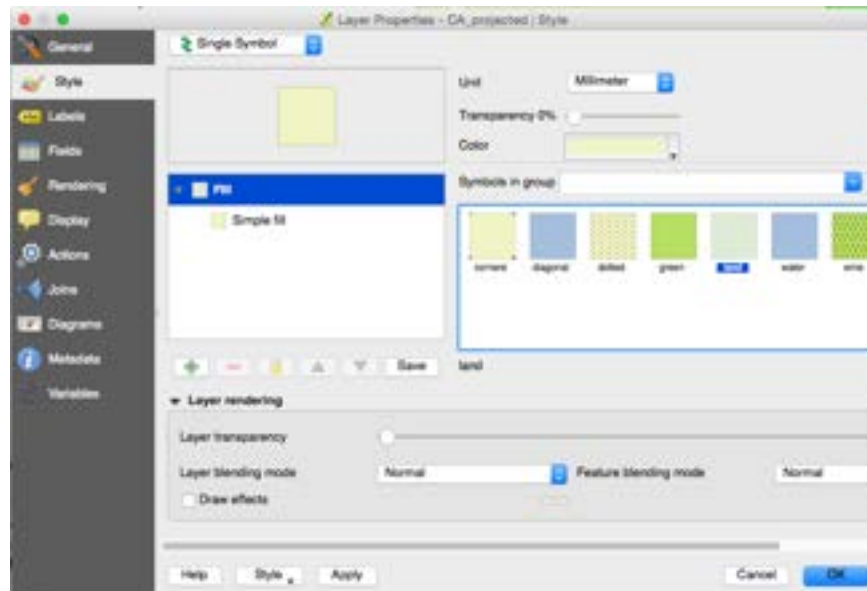 Layer Properties - CA_projected | Style
General
Style
Labels
Fields
Rendering
Display
Actions
Joins
Diagrams
Metadata
Variables
Single Symbol
Unit Millimeter
Transparency 0%
Color
Fill
Simple fill
Symbols in group
corners diagonal dotted green land water wine
Save land
Layer rendering
Layer transparency
Layer blending mode Normal Feature blending mode Normal
Draw effects
Help Style Apply Cancel OK